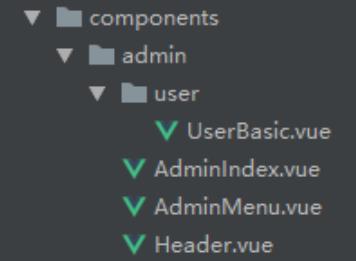 components
admin
user
UserBasic.vue
AdminIndex.vue
AdminMenu.vue
Header.vue